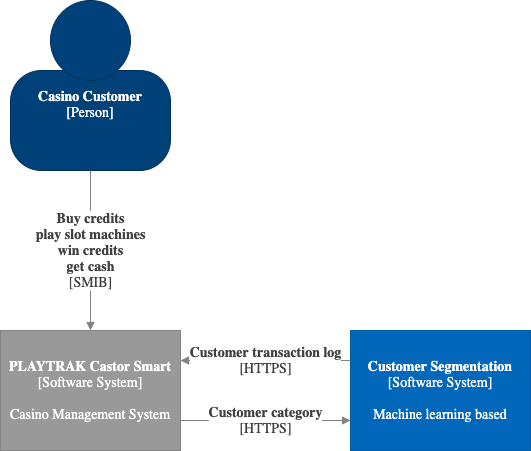 Casino Customer
[Person]
Buy credits
play slot machines
win credits
get cash
[SMIB]
PLAYTRAK Castor Smart
[Software System]
Casino Management System
Customer transaction log
[HTTPS]
Customer category
[HTTPS]
Customer Segmentation
[Software System]
Machine learning based